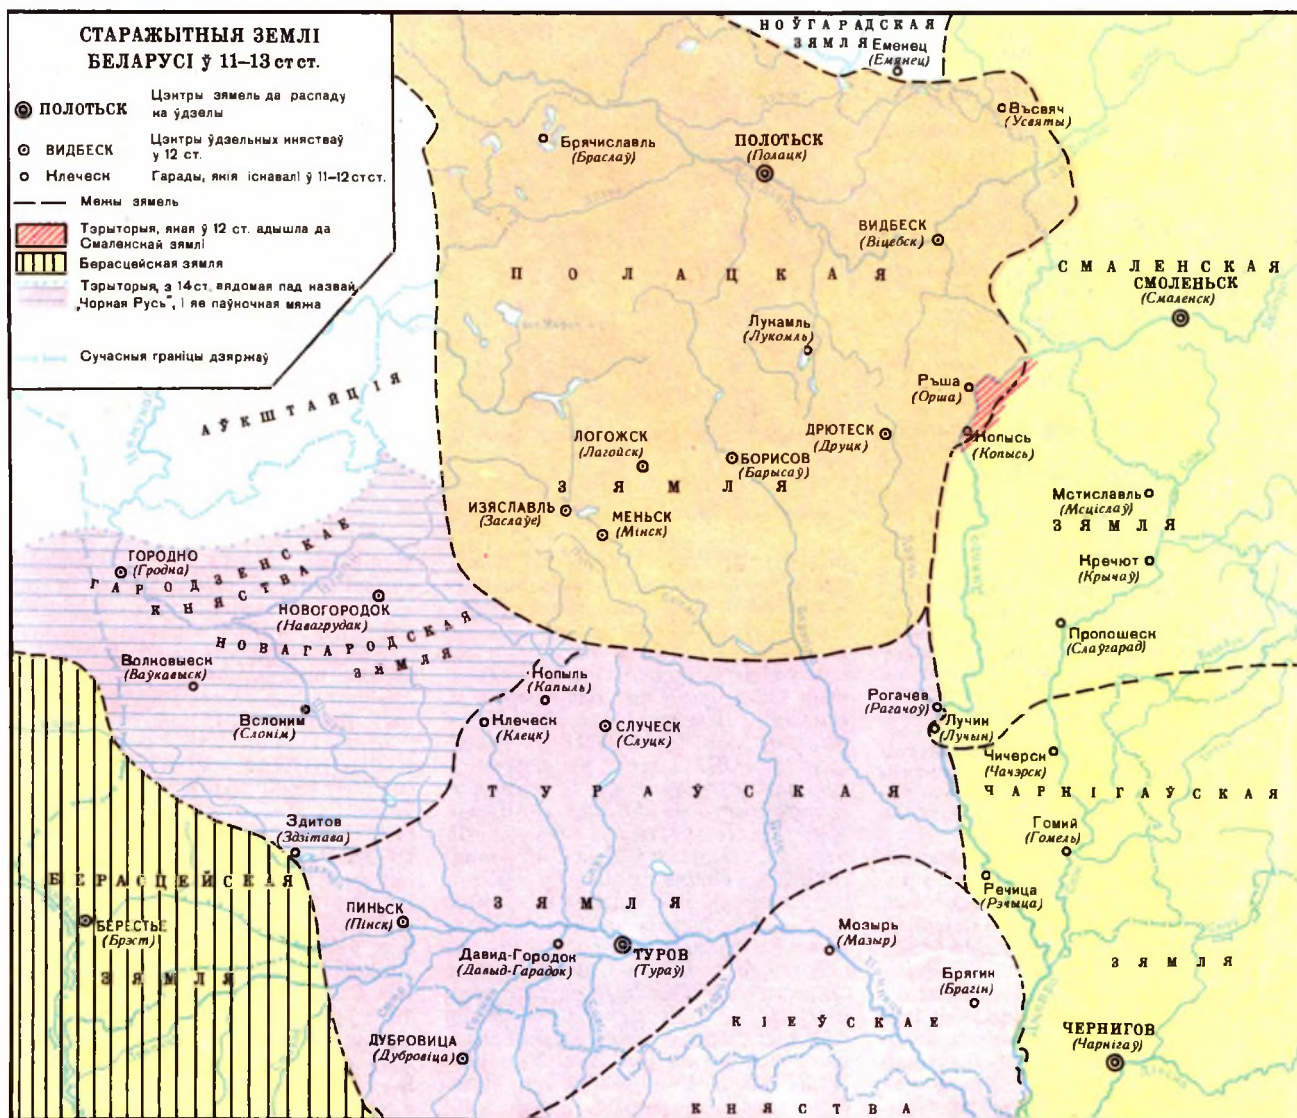 СТАРАЖЫТНЫЯ ЗЕМЛІ
БЕЛАРУСІ ў 11–13 ст ст.
ПОЛОТЬСК
Цэнтры зямель да распаду
на ўдзелы
ВИДБЕСК
Цэнтры ўдзельных княстваў
у 12 ст.
Клеческ
Гарады, якія існавалі ў 11–12 стст.
Межы зямель
Тэрыторыя, якая ў 12 ст. адышла да
Смаленскай зямлі
Берасцейская зямля
Тэрыторыя, з 14 ст. вядомая пад назвай
„Чорная Русь", і яе паўночная мяжа
Сучасныя граніцы дзяржаў
НОЎГАРАДСКАЯ
ЗЯМЛЯ
Еменец
(Емянец)
Въсвяч
(Усвяты)
Брячиславль
(Браслаў)
ПОЛОТЬСК
(Полацк)
ВИДБЕСК
(Віцебск)
ПОЛАЦКАЯ
СМАЛЕНСКАЯ
СМОЛЕНЬСК
(Смаленск)
Лукамль
(Лукомль)
АЎКШТАЙЦІЯ
Ръша
(Орша)
ЛОГОЖСК
(Лагойск)
БОРИСОВ
(Барысаў)
ДРЮТЕСК
(Друцк)
Копысь
(Копысь)
ЗЯМЛЯ
ИЗЯСЛАВЛЬ
(Заслаўе)
МЕНЬСК
(Мінск)
Мстиславль
(Мсціслаў)
ЗЯМЛЯ
Кречют
(Крычаў)
ГОРОДНО
(Гродна)
ГАРОДЗЕНСКАЕ
КНЯСТВА
НОВОГОРОДОК
(Навагрудак)
НОВАГАРОДСКАЯ
ЗЯМЛЯ
Пропошеск
(Слаўгарад)
Волковыеск
(Ваўкавыск)
Копыль
(Капыль)
Вслоним
(Слонім)
Клеческ
(Клецк)
СЛУЧЕСК
(Слуцк)
Рогачев
(Рагачоў)
Лучин
(Лучын)
Чичерск
(Чачэрск)
ТУРАЎСКАЯ
ЧАРНІГАЎСКАЯ
Здитов
(Здзітава)
Гомий
(Гомель)
БЕРАСЦЕЙСКАЯ
Речица
(Рэчыца)
БЕРЕСТЬЕ
(Брэст)
ПИНЬСК
(Пінск)
ЗЯМЛЯ
Мозырь
(Мазыр)
Давид-Городок
(Давыд-Гарадок)
ТУРОВ
(Тураў)
ЗЯМЛЯ
ЗЯМЛЯ
Брягин
(Брагін)
КІЕЎСКАЕ
ДУБРОВИЦА
(Дубровіца)
ЧЕРНИГОВ
(Чарнігаў)
КНЯСТВА